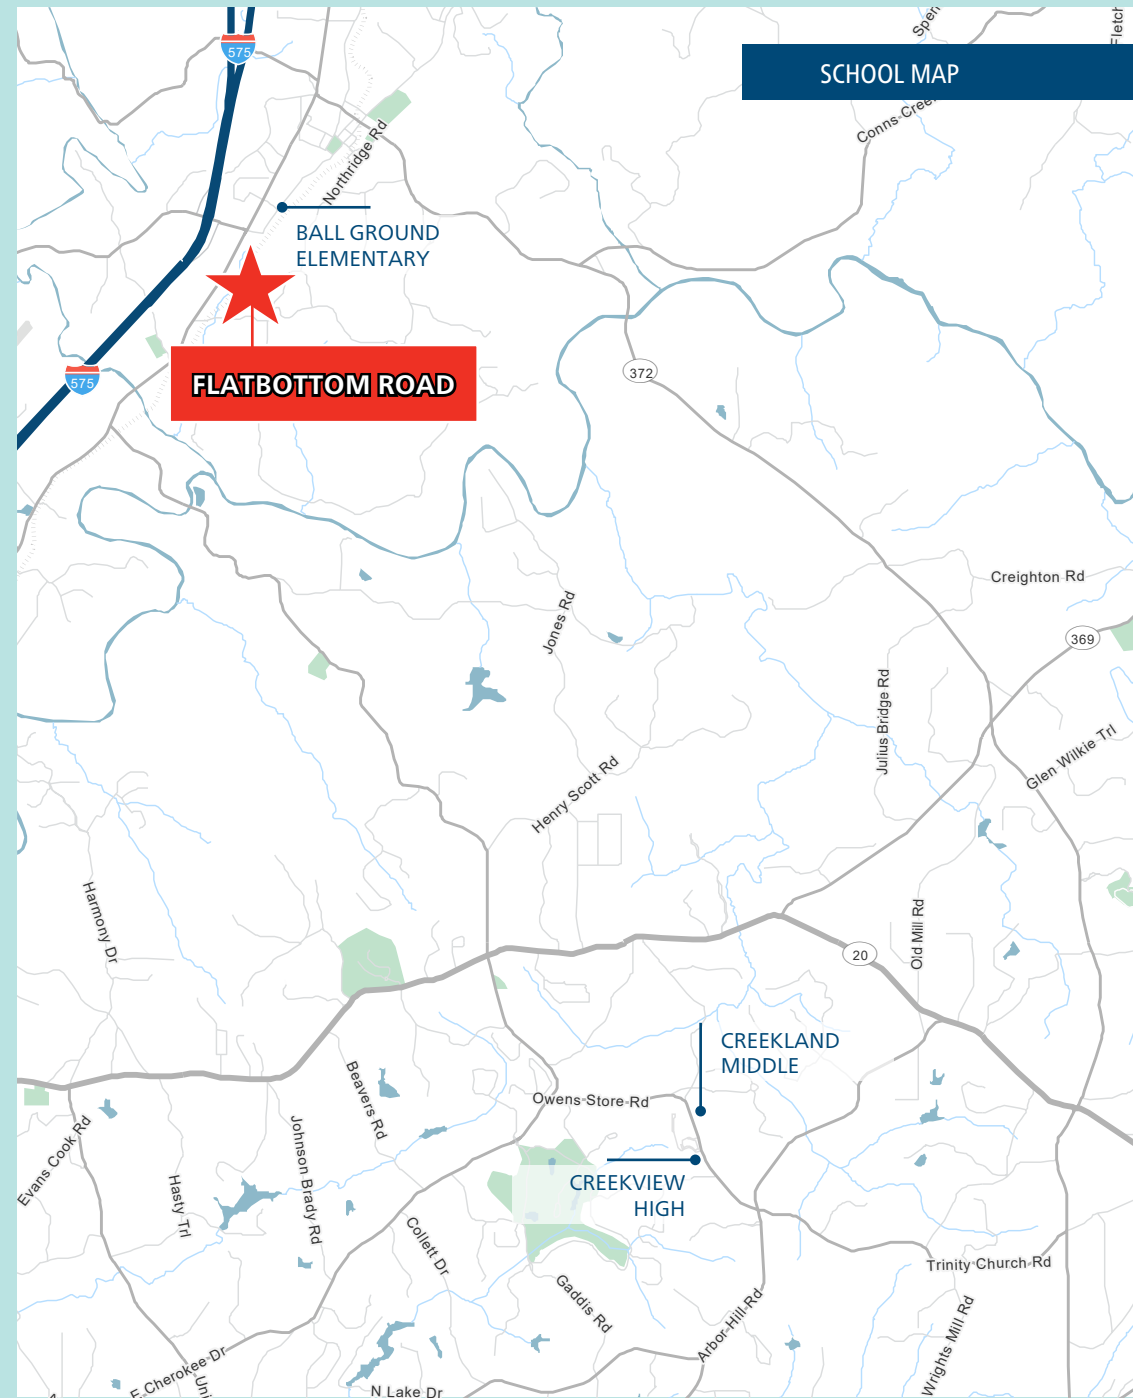 575
SCHOOL MAP
Conns-Cree
Northridge Rd
BALL GROUND
ELEMENTARY
FLATBOTTOM ROAD
575
372
Creighton Rd
369
Jones Rd
Julius Bridge Rd
Glen Wilkie Trl
Henry Scott Rd
Harmony Dr
Old Mill Rd
20
CREEKLAND
MIDDLE
Beavers Rd
Owens Store Rd
Evans Cook Rd
Johnson Brady Rd
Hasty Trl
CREEKVIEW
HIGH
Collett Dr
Trinity Church Rd
Gaddis Rd
Arbor-Hill-Rd
Wrights Mill Rd
E Cherokee Dr
N Lake Dr